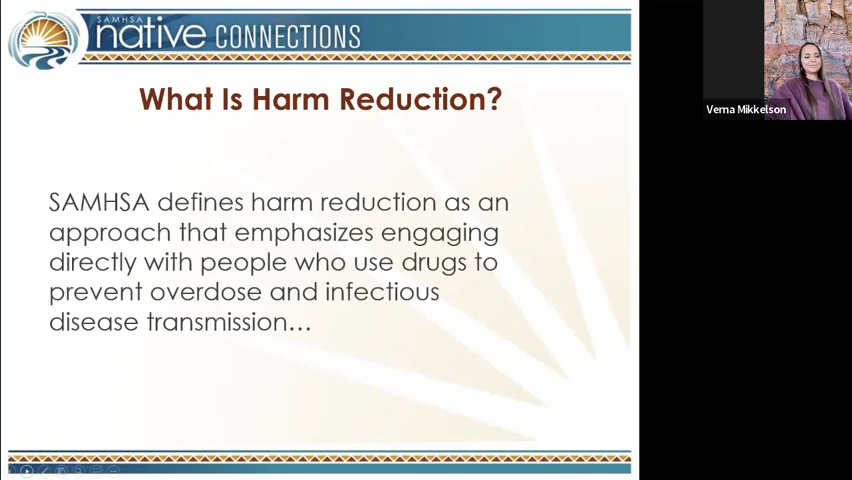 SAMHSA
native CONNECTIONS
What Is Harm Reduction?
SAMHSA defines harm reduction as an
approach that emphasizes engaging
directly with people who use drugs to
prevent overdose and infectious
disease transmission…
Verna Mikkelson